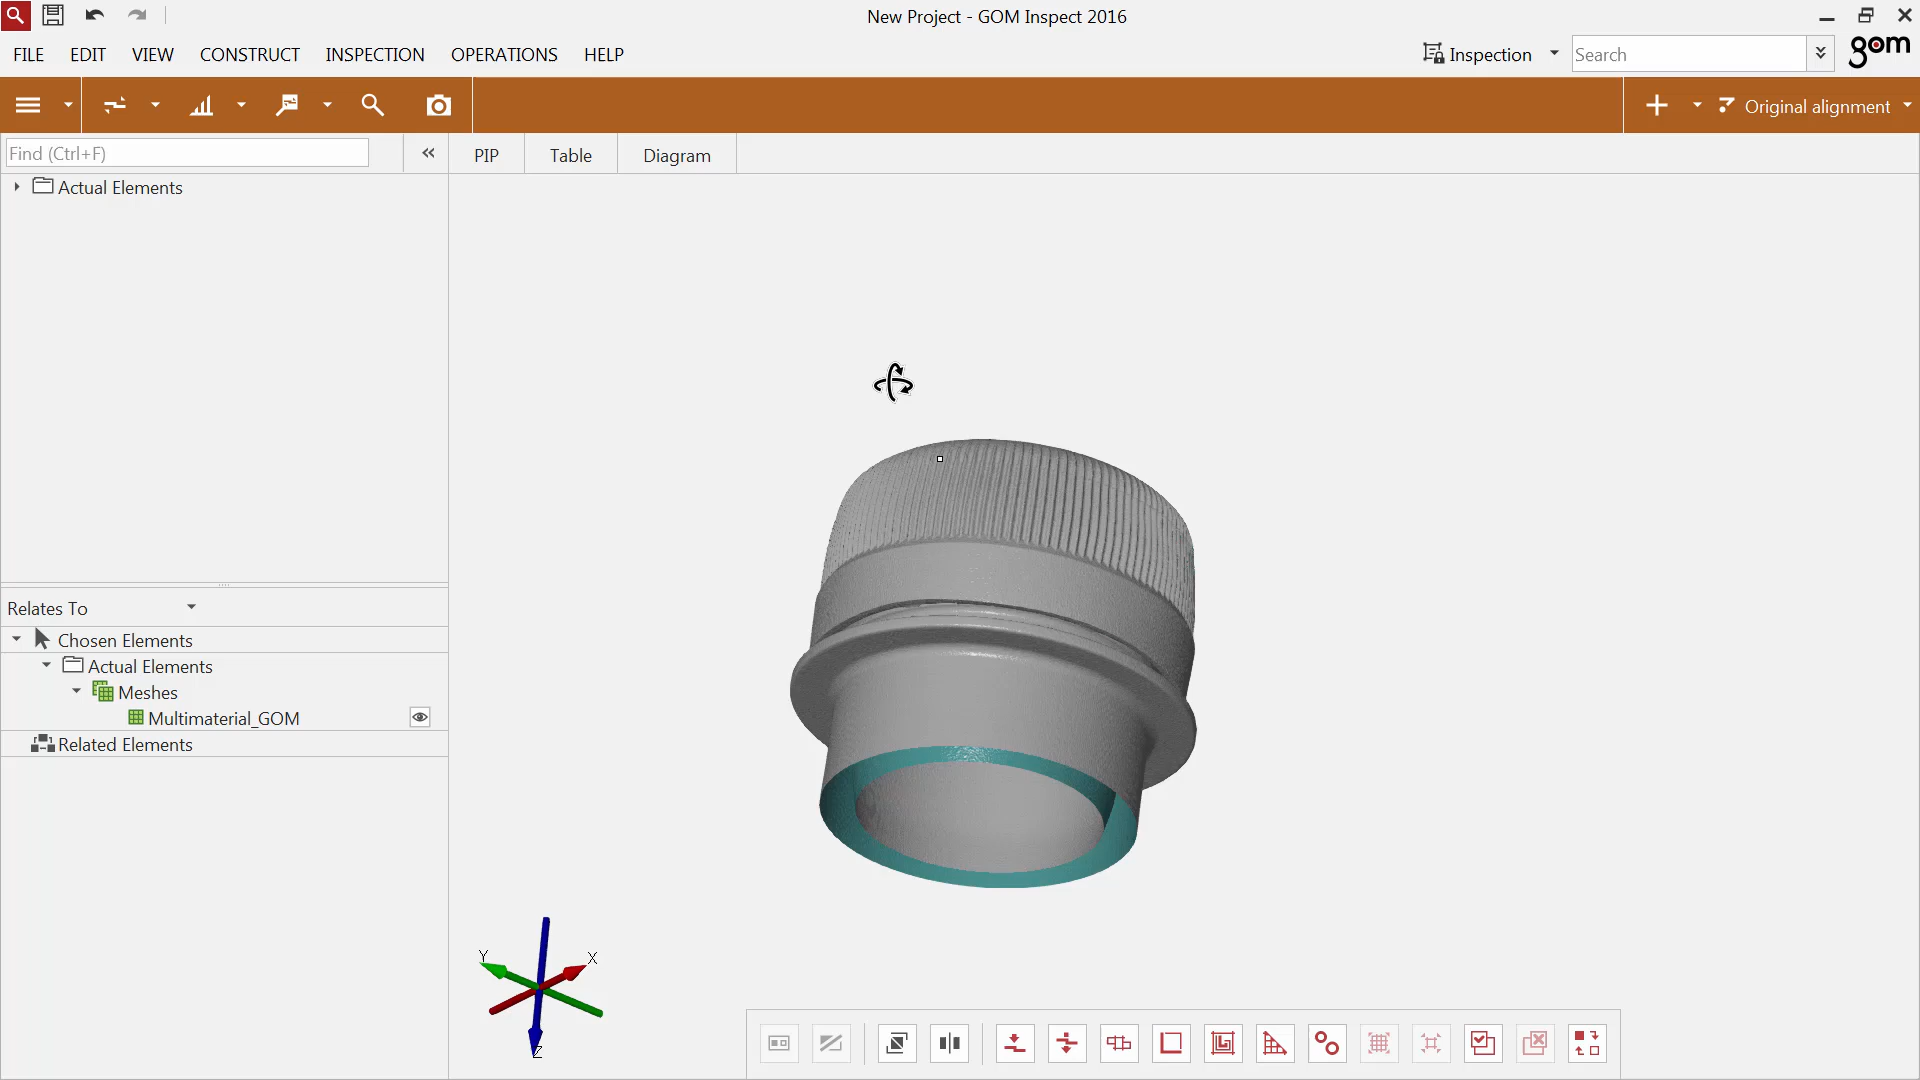 New Project - GOM Inspect 2016
FILE EDIT VIEW CONSTRUCT INSPECTION OPERATIONS HELP
Inspection
Search
gom
Original alignment
Find (Ctrl+F)
PIP
Table
Diagram
Actual Elements
Relates To
Chosen Elements
Actual Elements
Meshes
Multimaterial_GOM
Related Elements
Y
X
Z